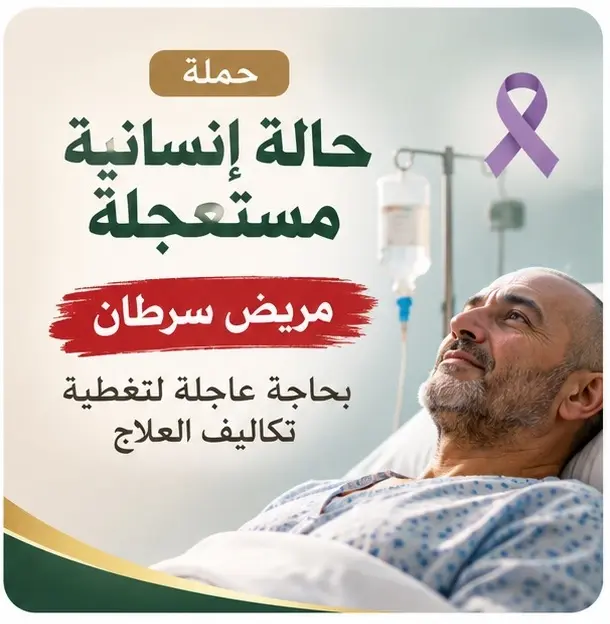 حملة
حالة إنسانية
مستعجلة
مريض سرطان
بحاجة عاجلة لتغطية
تكاليف العلاج